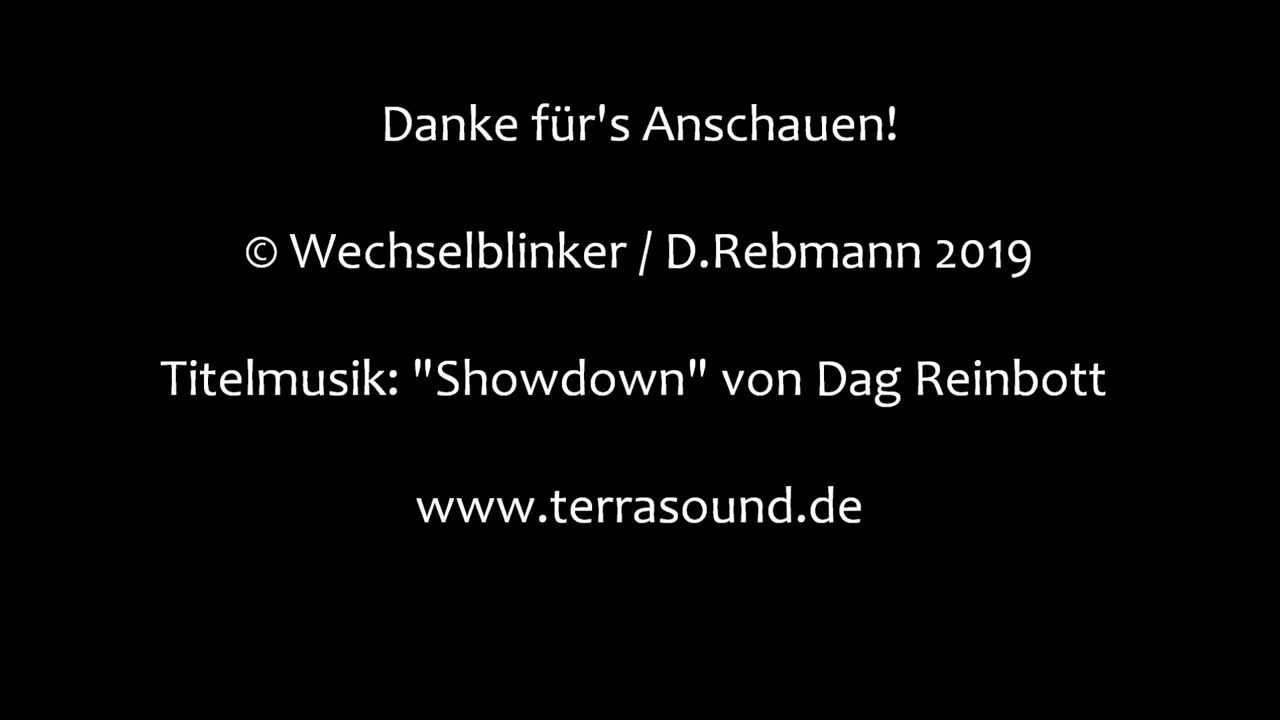 Danke für's Anschauen!
© Wechselblinker / D.Rebmann 2019
Titelmusik: "Showdown" von Dag Reinbott
www.terrasound.de